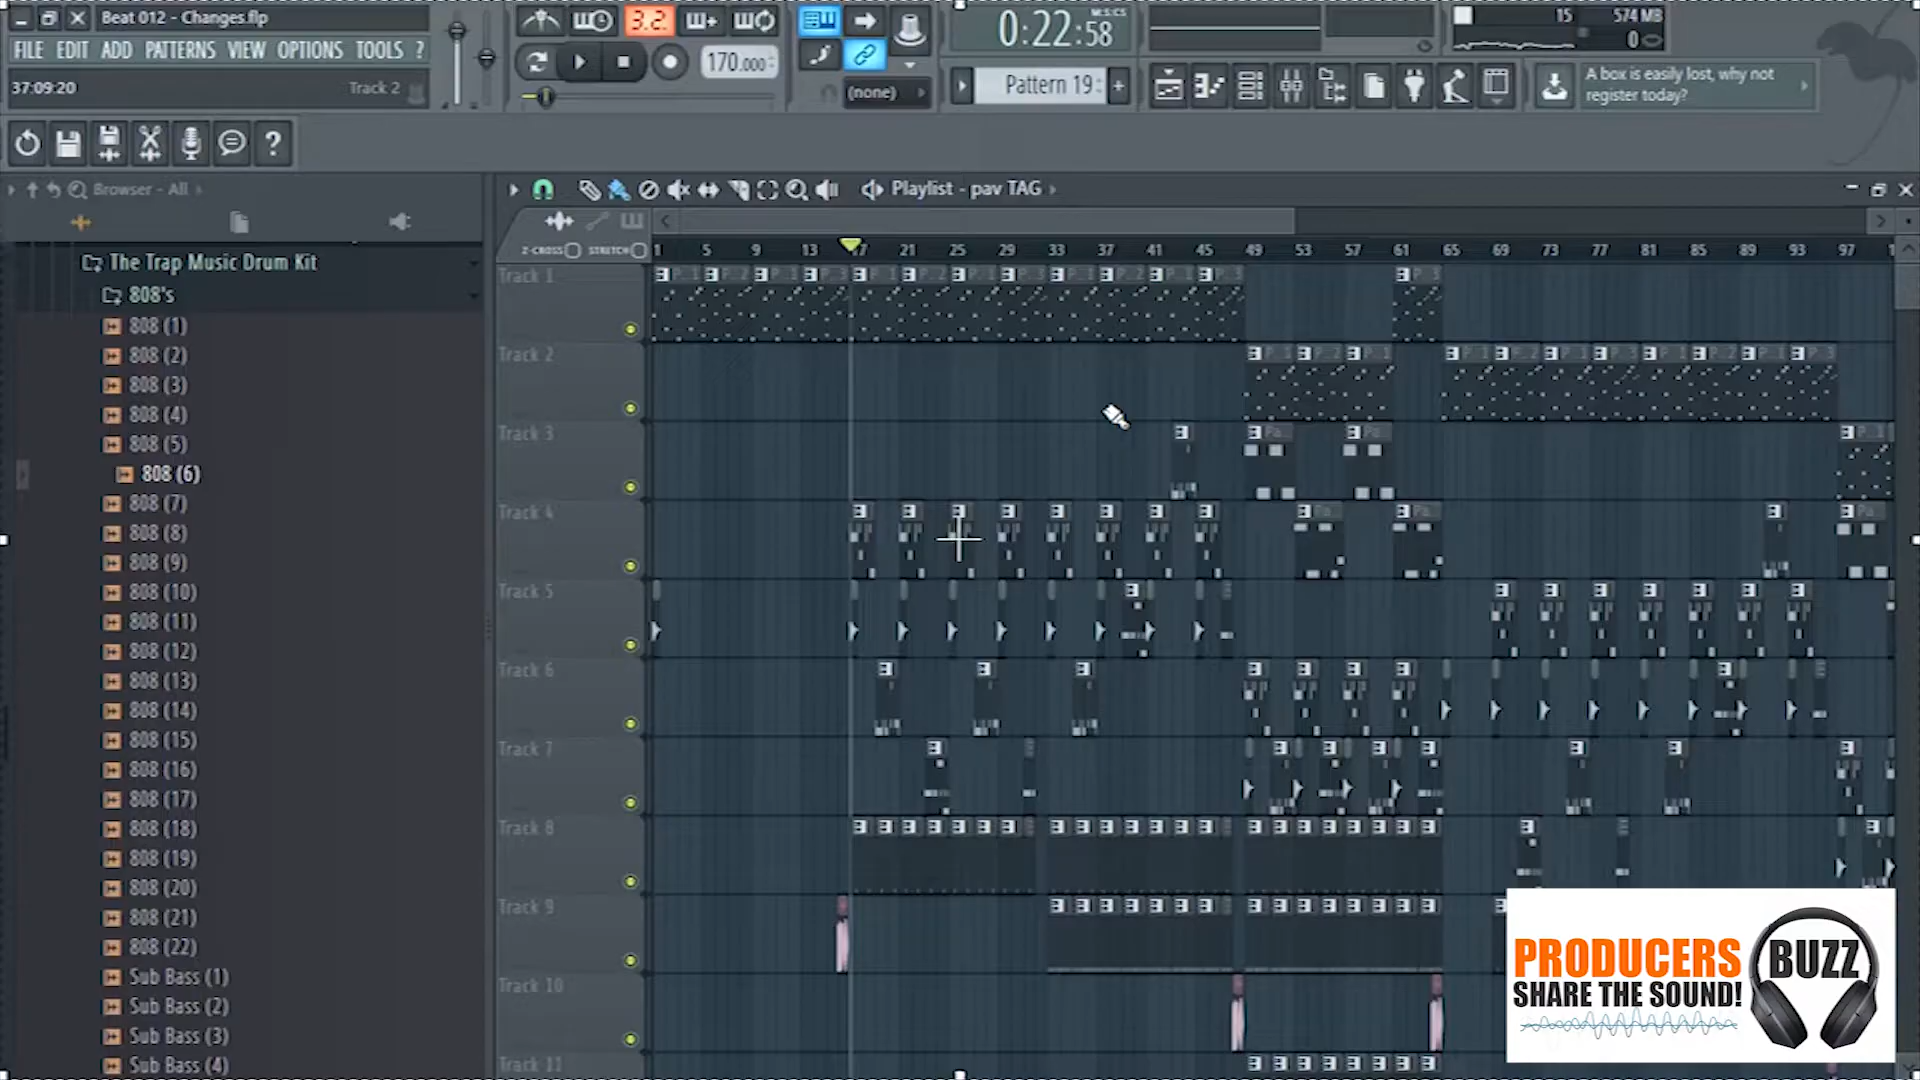 Beat 012 - Changes.flp
FILE EDIT ADD PATTERNS VIEW OPTIONS TOOLS ?
37:09:20 Track 2
3.2.
170.000
(none)
0:22:58
M:S:CS
Pattern 19
15 574 MB
0
A box is easily lost, why not
register today?
Browser - All
Playlist - pav TAG
Z-CROSS STRETCH
1 5 9 13 17 21 25 29 33 37 41 45 49 53 57 61 65 69 73 77 81 85 89 93 97
The Trap Music Drum Kit
808's
808 (1)
808 (2)
808 (3)
808 (4)
808 (5)
808 (6)
808 (7)
808 (8)
808 (9)
808 (10)
808 (11)
808 (12)
808 (13)
808 (14)
808 (15)
808 (16)
808 (17)
808 (18)
808 (19)
808 (20)
808 (21)
808 (22)
Sub Bass (1)
Sub Bass (2)
Sub Bass (3)
Sub Bass (4)
Track 1
Track 2
Track 3
Track 4
Track 5
Track 6
Track 7
Track 8
Track 9
Track 10
Track 11
PRODUCERS BUZZ
SHARE THE SOUND!